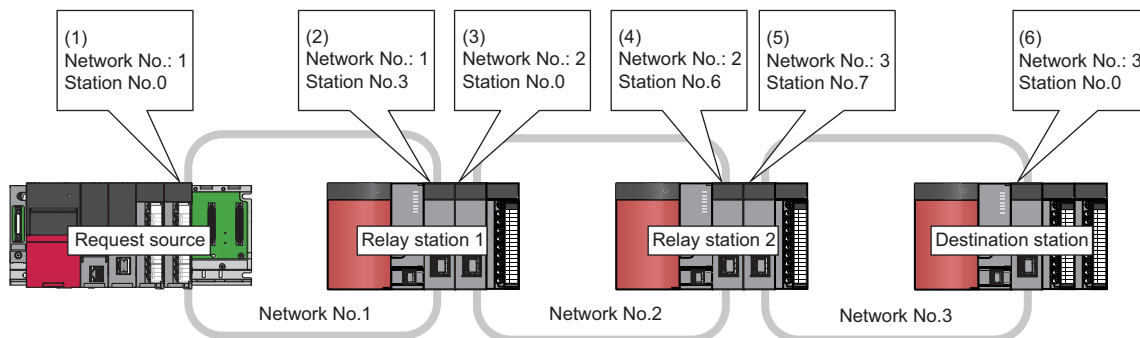 (1)
Network No.: 1
Station No.0
(2)
Network No.: 1
Station No.3
(3)
Network No.: 2
Station No.0
(4)
Network No.: 2
Station No.6
(5)
Network No.: 3
Station No.7
(6)
Network No.: 3
Station No.0
Request source
Relay station 1
Relay station 2
Destination station
Network No.1
Network No.2
Network No.3